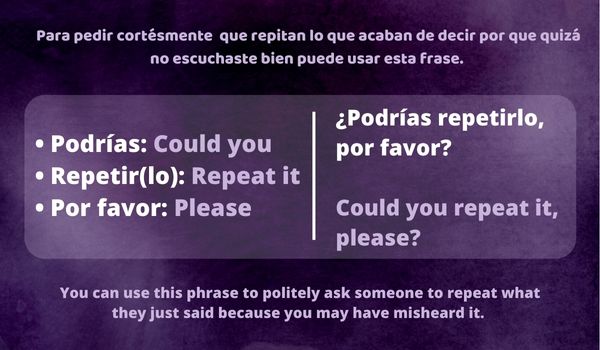 Para pedir cortésmente que repitan lo que acaban de decir por que quizá
no escuchaste bien puede usar esta frase.
• Podrías: Could you
• Repetir(lo): Repeat it
• Por favor: Please
¿Podrías repetirlo,
por favor?
Could you repeat it,
please?
You can use this phrase to politely ask someone to repeat what
they just said because you may have misheard it.